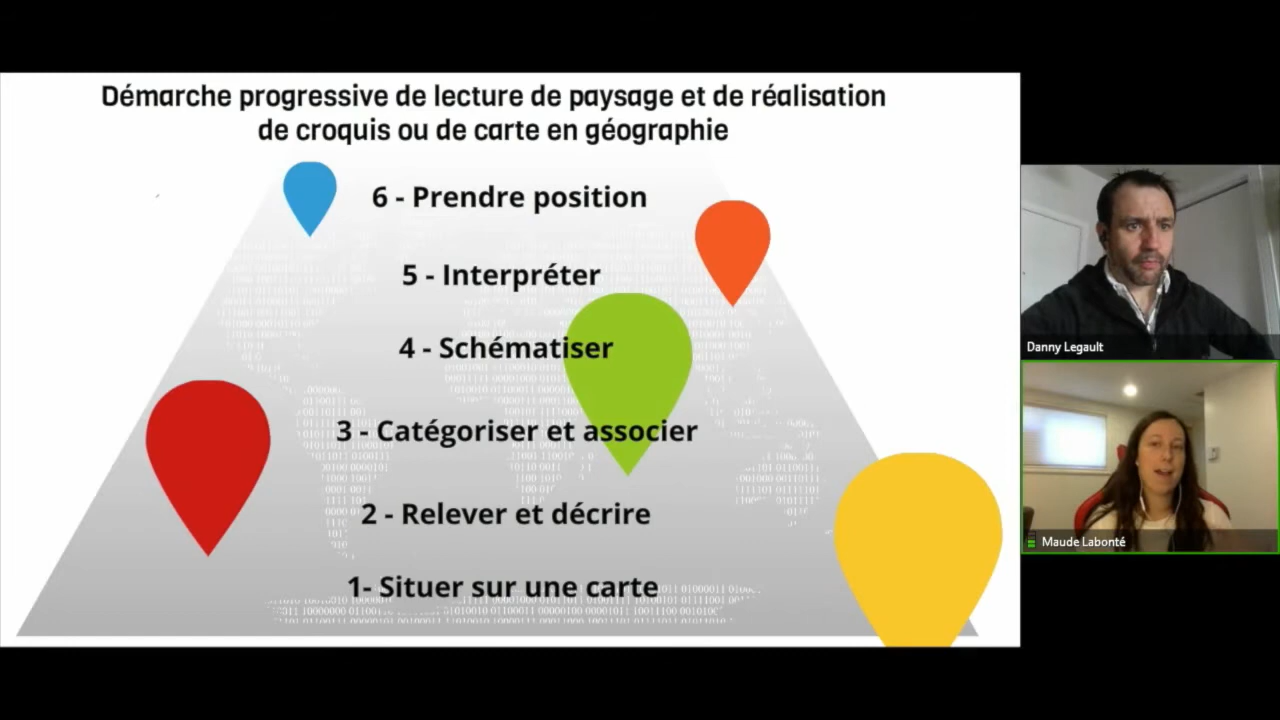 Démarche progressive de lecture de paysage et de réalisation
de croquis ou de carte en géographie
6 - Prendre position
5 - Interpréter
4 - Schématiser
3 - Catégoriser et associer
2 - Relever et décrire
1- Situer sur une carte
Danny Legault
Maude Labonté